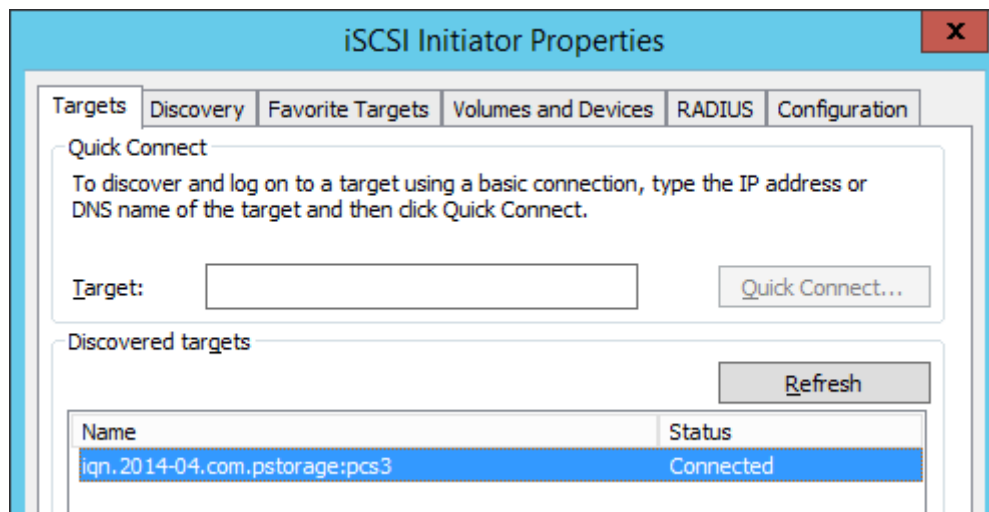 iSCSI Initiator Properties
x
Targets Discovery Favorite Targets Volumes and Devices RADIUS Configuration
Quick Connect
To discover and log on to a target using a basic connection, type the IP address or
DNS name of the target and then click Quick Connect.
Target: Quick Connect...
Discovered targets
Refresh
Name Status
iqn.2014-04.com.pstorage:pcs3 Connected